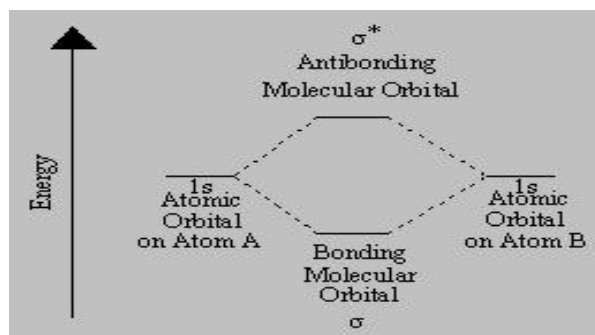 σ*
Antibonding
Molecular Orbital
Energy
1s
Atomic
Orbital
on Atom A
1s
Atomic
Orbital
on Atom B
Bonding
Molecular
Orbital
σ